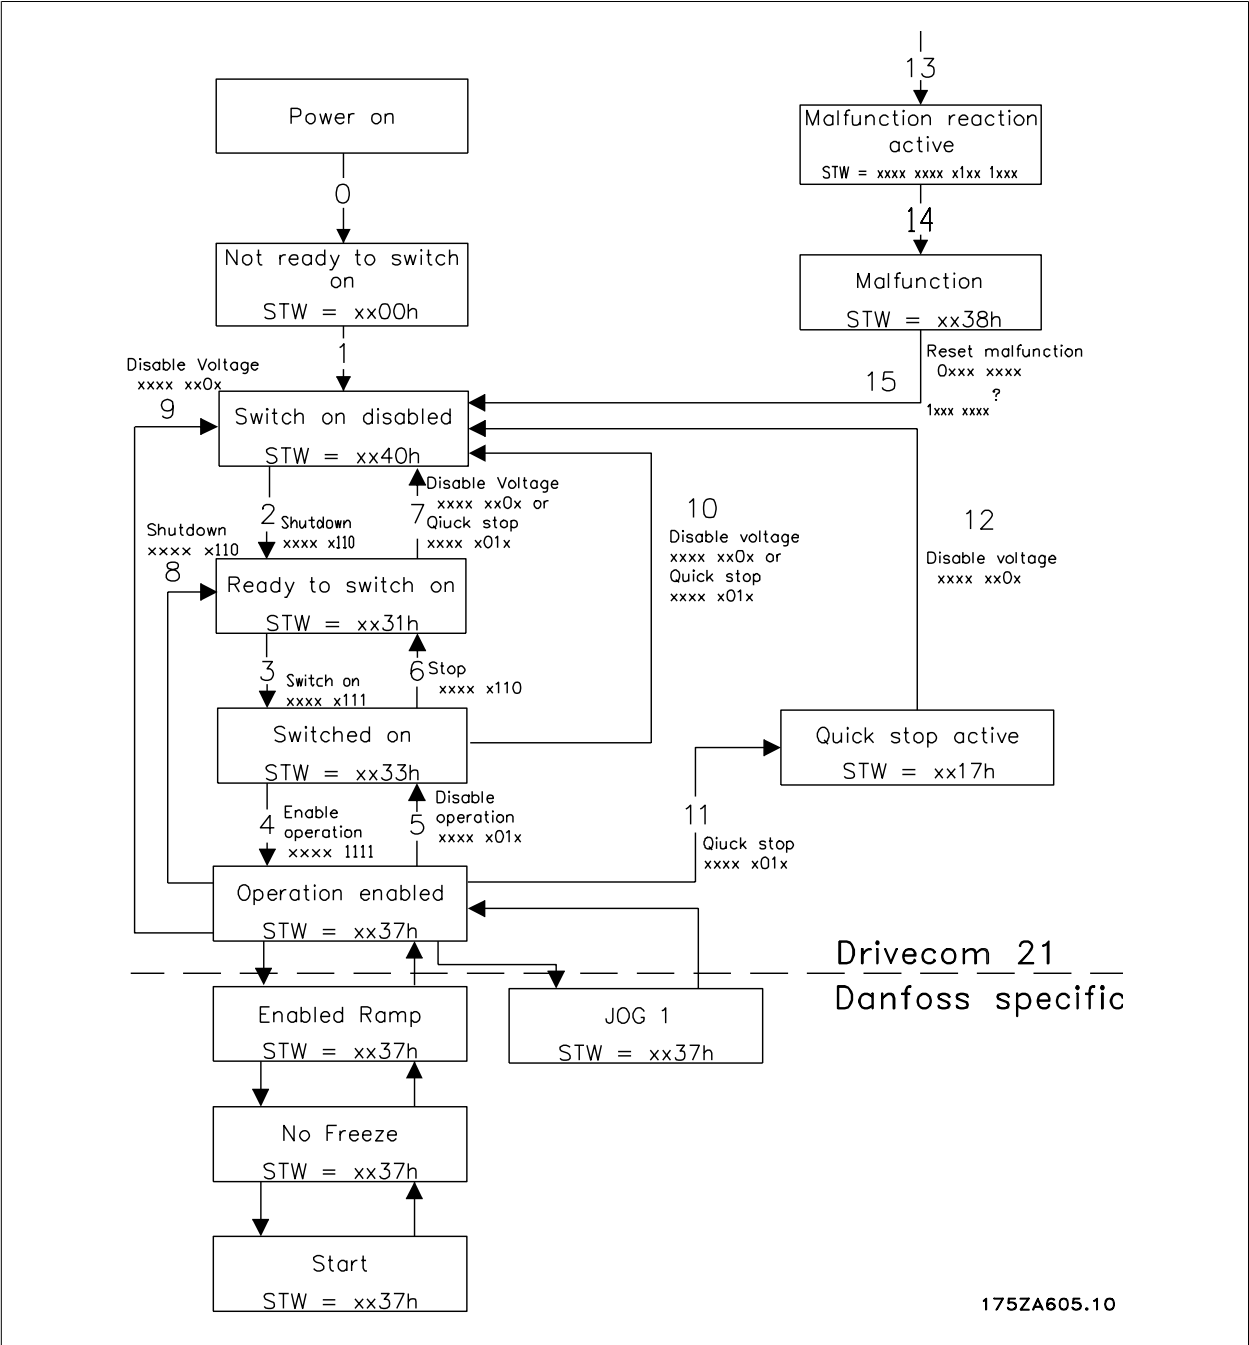 Power on
0
Not ready to switch
on
STW = xx00h
1
Disable Voltage
xxxx xx0x
9
Switch on disabled
STW = xx40h
2
Shutdown
xxxx x110
7
Disable Voltage
xxxx xx0x or
Qiuck stop
xxxx x01x
Shutdown
xxxx x110
8
Ready to switch on
STW = xx31h
3
Switch on
xxxx x111
6
Stop
xxxx x110
Switched on
STW = xx33h
4
Enable
operation
xxxx 1111
5
Disable
operation
xxxx x01x
Operation enabled
STW = xx37h
Enabled Ramp
STW = xx37h
No Freeze
STW = xx37h
Start
STW = xx37h
JOG 1
STW = xx37h
10
Disable voltage
xxxx xx0x or
Quick stop
xxxx x01x
11
Qiuck stop
xxxx x01x
Quick stop active
STW = xx17h
12
Disable voltage
xxxx xx0x
13
Malfunction reaction
active
STW = xxxx xxxx x1xx 1xxx
14
Malfunction
STW = xx38h
15
Reset malfunction
0xxx xxxx
?
1xxx xxxx
Drivecom 21
Danfoss specific
175ZA605.10